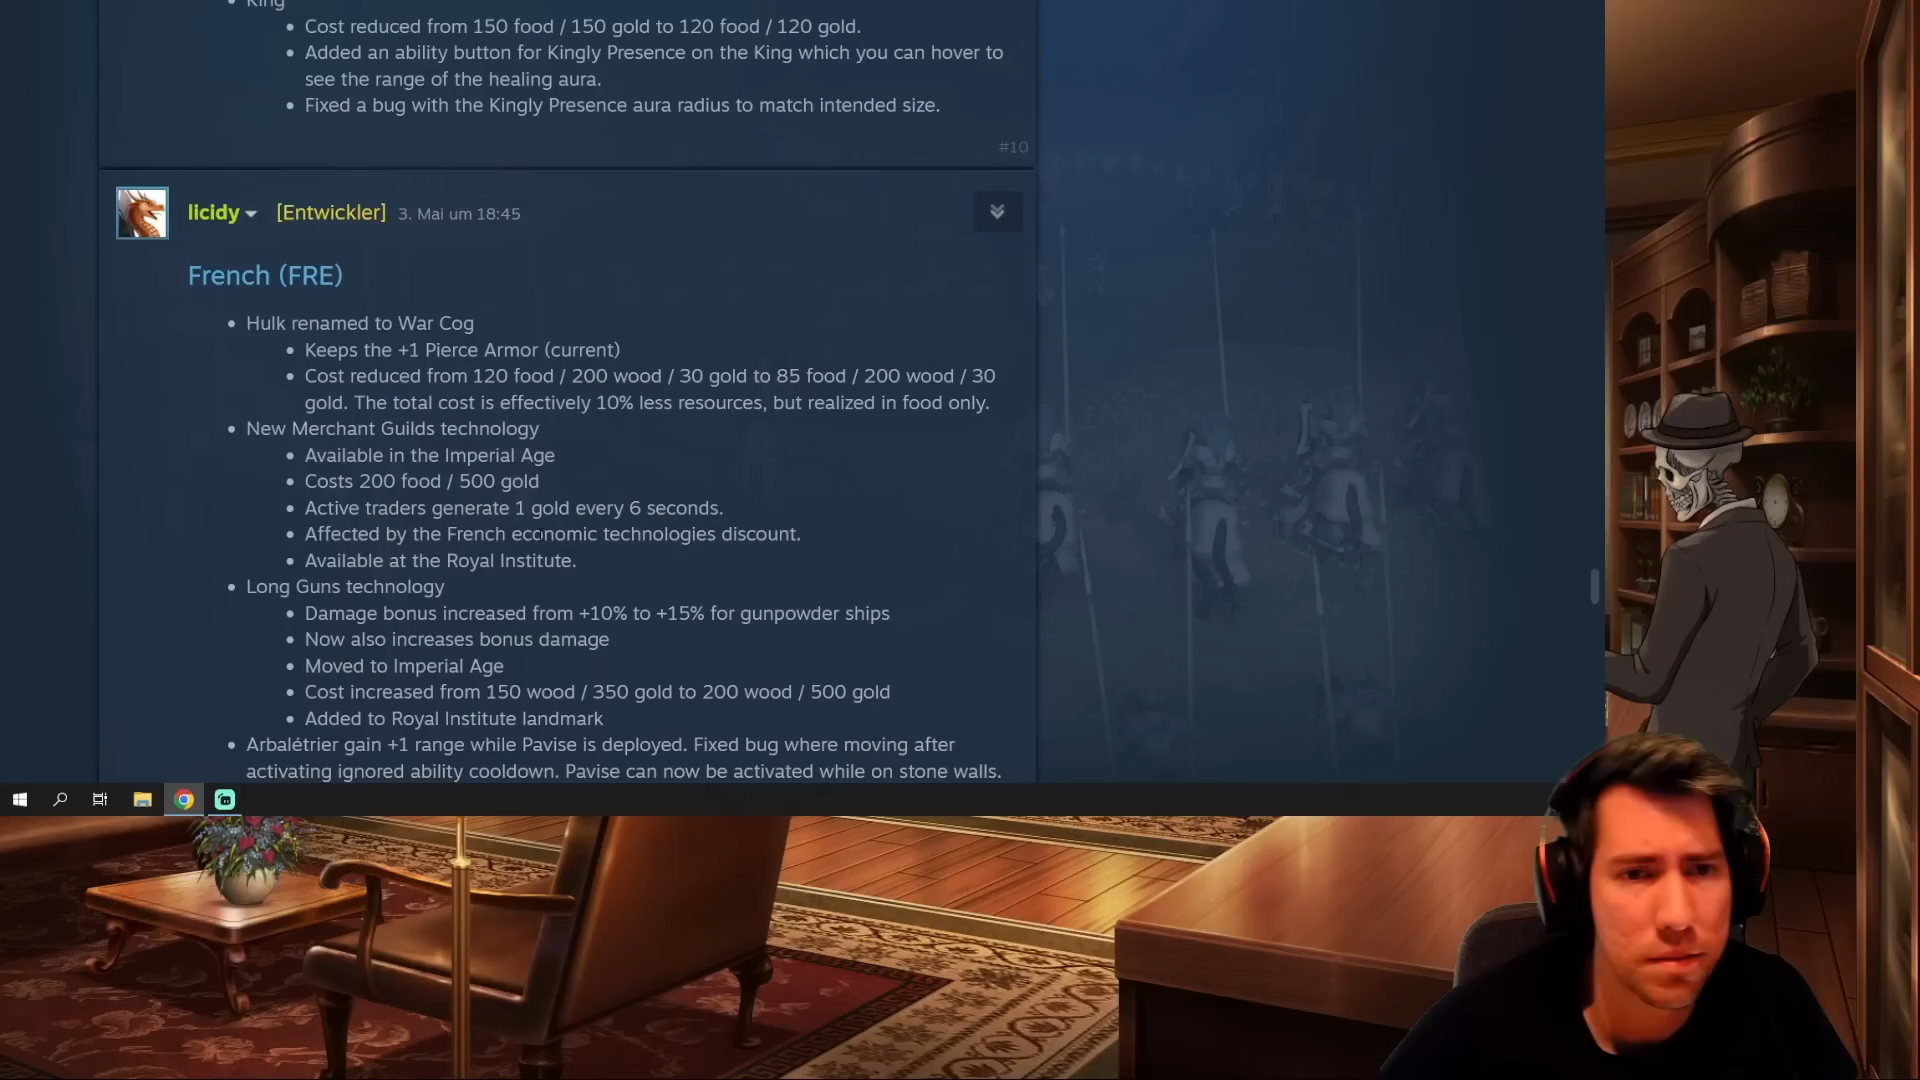 King
Cost reduced from 150 food / 150 gold to 120 food / 120 gold.
Added an ability button for Kingly Presence on the King which you can hover to
see the range of the healing aura.
Fixed a bug with the Kingly Presence aura radius to match intended size.
#10
licidy [Entwickler] 3. Mai um 18:45
French (FRE)
Hulk renamed to War Cog
Keeps the +1 Pierce Armor (current)
Cost reduced from 120 food / 200 wood / 30 gold to 85 food / 200 wood / 30
gold. The total cost is effectively 10% less resources, but realized in food only.
New Merchant Guilds technology
Available in the Imperial Age
Costs 200 food / 500 gold
Active traders generate 1 gold every 6 seconds.
Affected by the French economic technologies discount.
Available at the Royal Institute.
Long Guns technology
Damage bonus increased from +10% to +15% for gunpowder ships
Now also increases bonus damage
Moved to Imperial Age
Cost increased from 150 wood / 350 gold to 200 wood / 500 gold
Added to Royal Institute landmark
Arbalétrier gain +1 range while Pavise is deployed. Fixed bug where moving after
activating ignored ability cooldown. Pavise can now be activated while on stone walls.